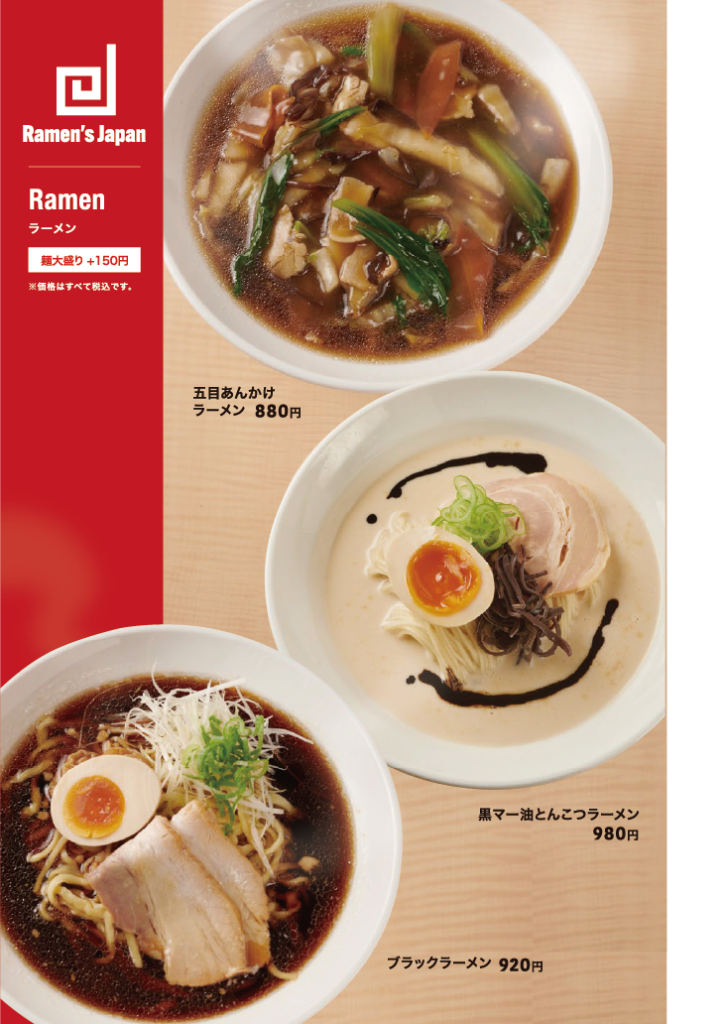 Ramen's Japan
Ramen
ラーメン
麺大盛り +150円
※価格はすべて税込です。
五目あんかけ
ラーメン 880円
黒マー油とんこつラーメン
980円
ブラックラーメン 920円